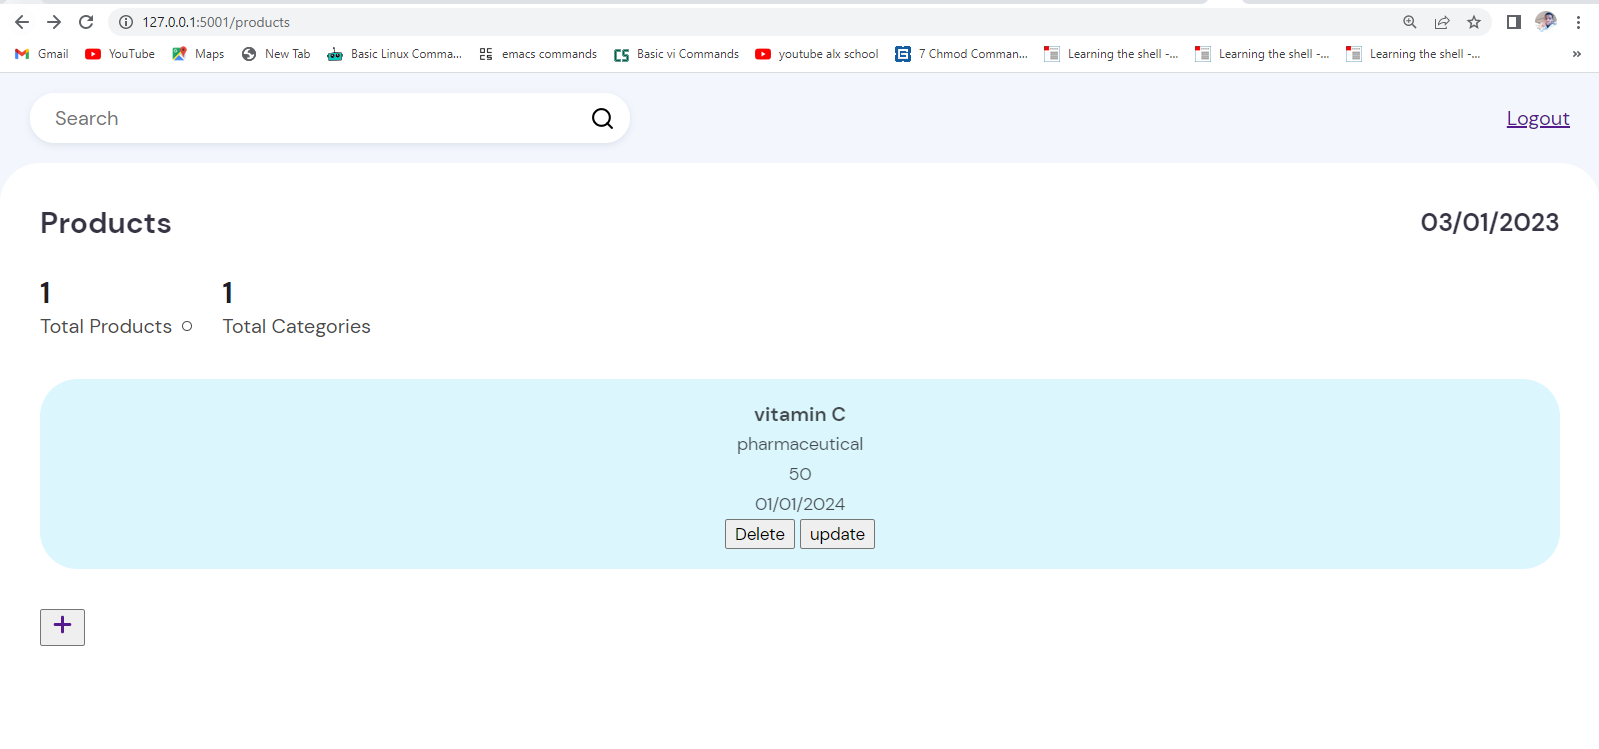 127.0.0.1:5001/products
Gmail YouTube Maps New Tab Basic Linux Comma... emacs commands Basic vi Commands youtube alx school 7 Chmod Comman... Learning the shell -... Learning the shell -... Learning the shell -... »
Search Logout
Products 03/01/2023
1 1
Total Products Total Categories
vitamin C
pharmaceutical
50
01/01/2024
Delete update
+